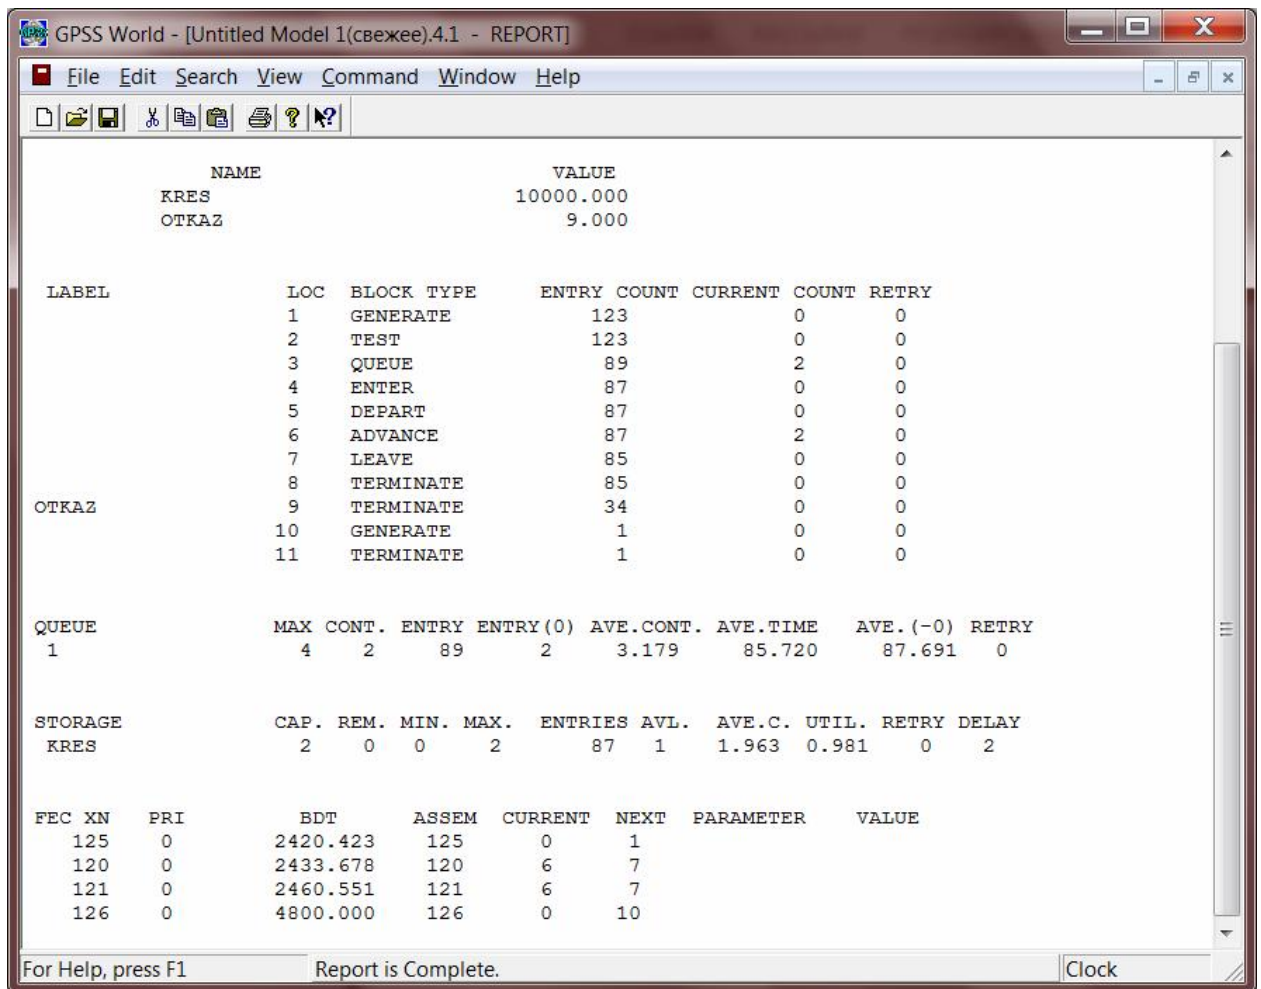 GPSS World - [Untitled Model 1(свежее).4.1 - REPORT]
File Edit Search View Command Window Help
NAME VALUE
KRES 10000.000
OTKAZ 9.000
LABEL LOC BLOCK TYPE ENTRY COUNT CURRENT COUNT RETRY
1 GENERATE 123 0 0
2 TEST 123 0 0
3 QUEUE 89 2 0
4 ENTER 87 0 0
5 DEPART 87 0 0
6 ADVANCE 87 2 0
7 LEAVE 85 0 0
8 TERMINATE 85 0 0
OTKAZ 9 TERMINATE 34 0 0
10 GENERATE 1 0 0
11 TERMINATE 1 0 0
QUEUE MAX CONT. ENTRY ENTRY(0) AVE.CONT. AVE.TIME AVE.(-0) RETRY
1 4 2 89 2 3.179 85.720 87.691 0
STORAGE CAP. REM. MIN. MAX. ENTRIES AVL. AVE.C. UTIL. RETRY DELAY
KRES 2 0 0 2 87 1 1.963 0.981 0 2
FEC XN PRI BDT ASSEM CURRENT NEXT PARAMETER VALUE
125 0 2420.423 125 0 1
120 0 2433.678 120 6 7
121 0 2460.551 121 6 7
126 0 4800.000 126 0 10
For Help, press F1 Report is Complete. Clock